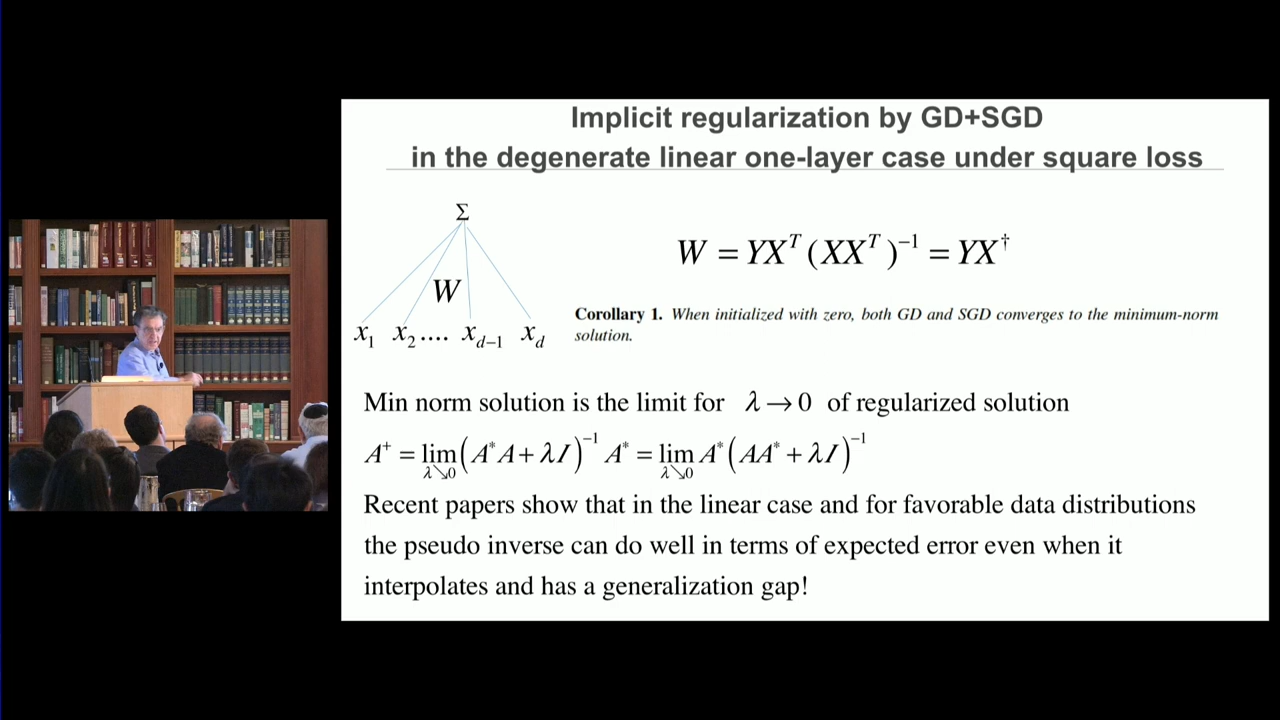 Implicit regularization by GD+SGD
in the degenerate linear one-layer case under square loss
Σ
W = YXᵀ(XXᵀ)⁻¹ = YX†
W
Corollary 1. When initialized with zero, both GD and SGD converges to the minimum-norm
solution.
x₁ x₂.... x_{d-1} x_d
Min norm solution is the limit for λ → 0 of regularized solution
A⁺ = lim_{λ↘0} (A*A + λI)⁻¹ A* = lim_{λ↘0} A*(AA* + λI)⁻¹
Recent papers show that in the linear case and for favorable data distributions
the pseudo inverse can do well in terms of expected error even when it
interpolates and has a generalization gap!